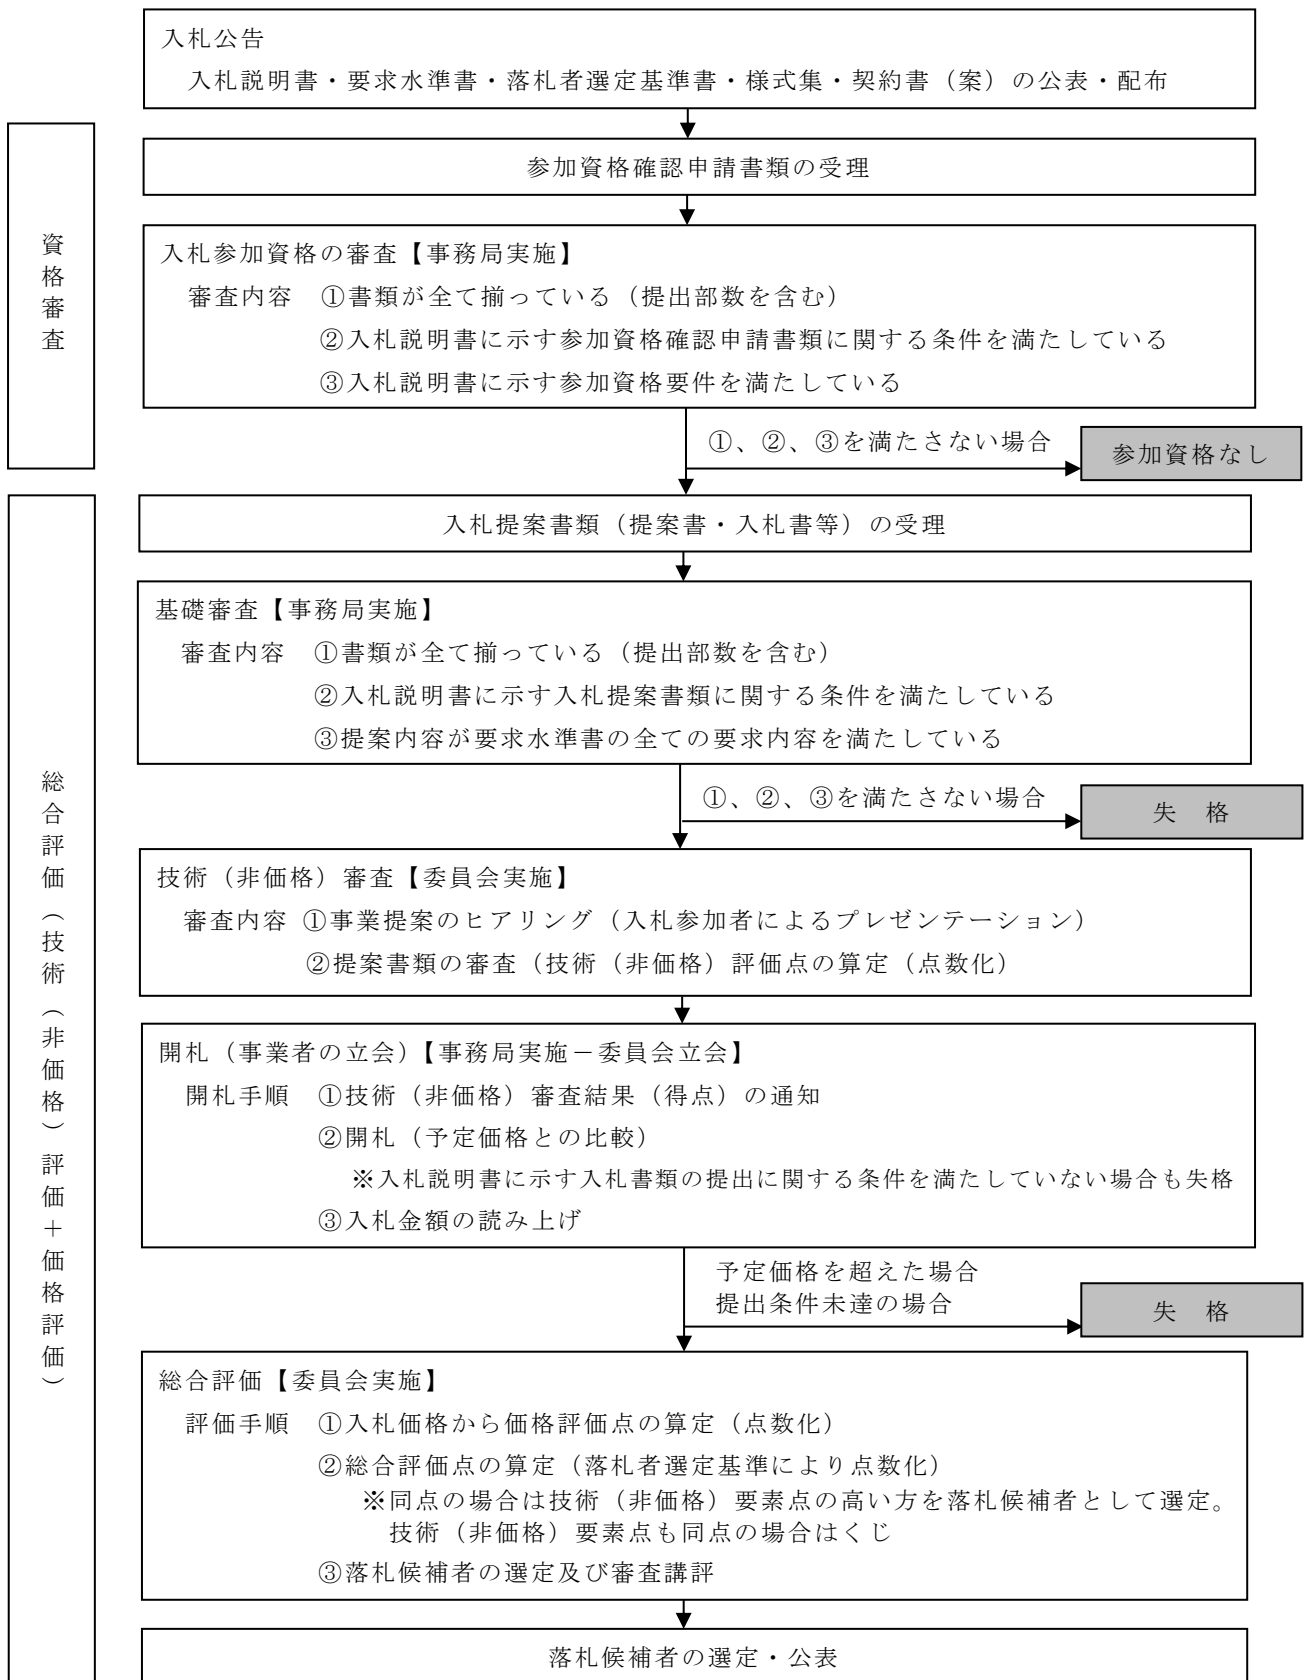 入札公告
入札説明書・要求水準書・落札者選定基準書・様式集・契約書（案）の公表・配布
資格審査
参加資格確認申請書類の受理
入札参加資格の審査【事務局実施】
審査内容　①書類が全て揃っている（提出部数を含む）
②入札説明書に示す参加資格確認申請書類に関する条件を満たしている
③入札説明書に示す参加資格要件を満たしている
①、②、③を満たさない場合
参加資格なし
総合評価（技術（非価格）評価＋価格評価）
入札提案書類（提案書・入札書等）の受理
基礎審査【事務局実施】
審査内容　①書類が全て揃っている（提出部数を含む）
②入札説明書に示す入札提案書類に関する条件を満たしている
③提案内容が要求水準書の全ての要求内容を満たしている
①、②、③を満たさない場合
失　格
技術（非価格）審査【委員会実施】
審査内容 ①事業提案のヒアリング（入札参加者によるプレゼンテーション）
②提案書類の審査（技術（非価格）評価点の算定（点数化）
開札（事業者の立会）【事務局実施－委員会立会】
開札手順　①技術（非価格）審査結果（得点）の通知
②開札（予定価格との比較）
※入札説明書に示す入札書類の提出に関する条件を満たしていない場合も失格
③入札金額の読み上げ
予定価格を超えた場合
提出条件未達の場合
失　格
総合評価【委員会実施】
評価手順　①入札価格から価格評価点の算定（点数化）
②総合評価点の算定（落札者選定基準により点数化）
※同点の場合は技術（非価格）要素点の高い方を落札候補者として選定。
技術（非価格）要素点も同点の場合はくじ
③落札候補者の選定及び審査講評
落札候補者の選定・公表